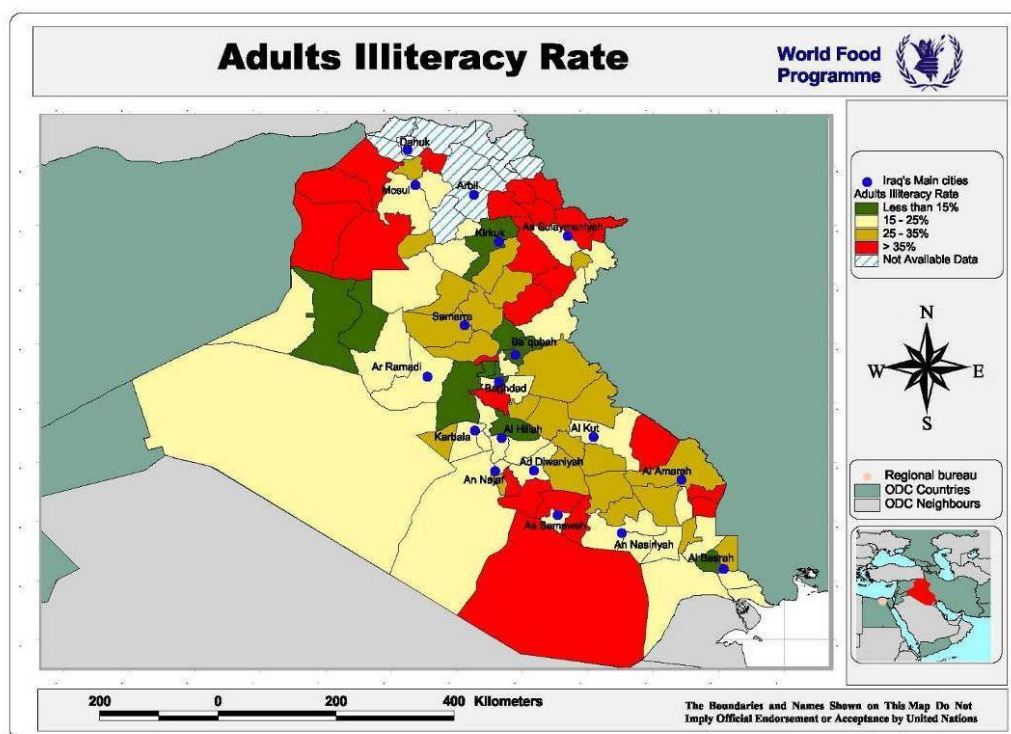 Adults Illiteracy Rate
World Food
Programme
Dahuk
Mosul
Arbil
Kirkuk
As Sulaymaniyah
Samarra
Ba`qubah
Ar Ramadi
Baghdad
Karbala
Al Hillah
Al Kut
An Najaf
Ad Diwaniyah
Al Amarah
As Samawah
An Nasiriyah
Al Basrah
Iraq's Main cities
Adults Illiteracy Rate
Less than 15%
15 - 25%
25 - 35%
> 35%
Not Available Data
N
W
E
S
Regional bureau
ODC Countries
ODC Neighbours
200 0 200 400 Kilometers
The Boundaries and Names Shown on This Map Do Not
Imply Official Endorsement or Acceptance by United Nations